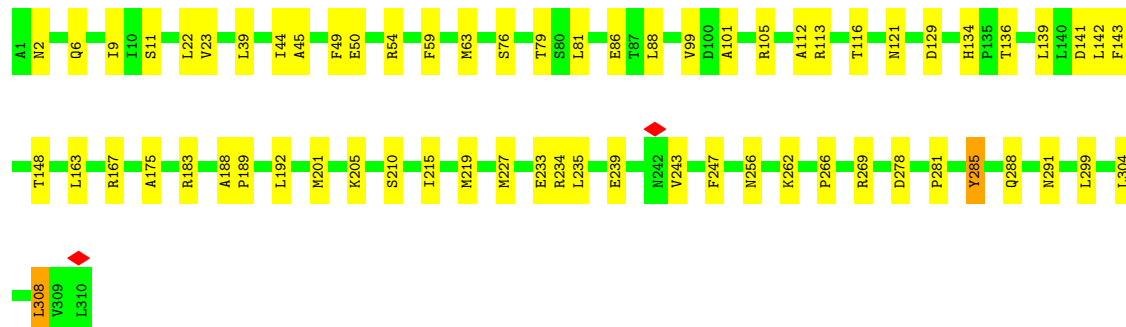 A1 N2 Q6 I9 I10 S11 L22 V23 L39 I44 A45 F49 E50 R54 F59 M63 S76 T79 S80 L81 E86 T87 L88 V99 D100 A101 R105 A112 R113 T116 N121 D129 H134 P135 T136 L139 L140 D141 L142 F143
T148 L163 R167 A175 R183 A188 P189 L192 M201 K205 S210 I215 M219 M227 E233 R234 L235 E239 N242 V243 F247 N256 K262 P266 R269 D278 P281 Y285 Q288 N291 L299 L304
L308 V309 L310